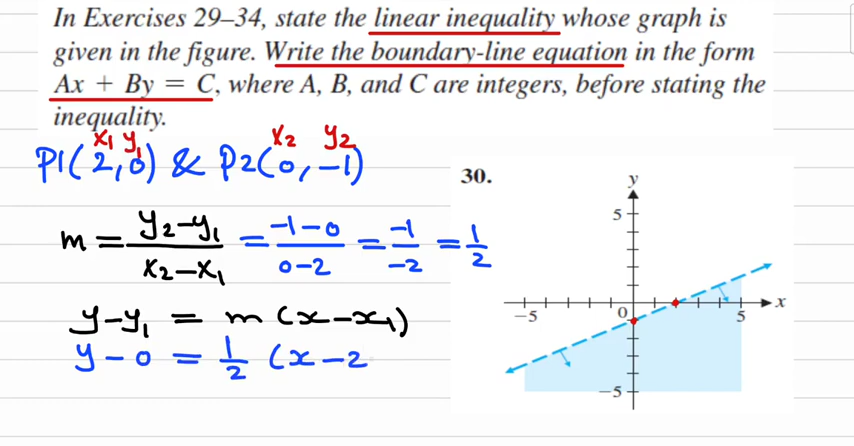 In Exercises 29–34, state the linear inequality whose graph is
given in the figure. Write the boundary-line equation in the form
Ax + By = C, where A, B, and C are integers, before stating the
inequality.
x₁ y₁ x₂ y₂
P1(2,0) & P2(0,-1)
30.
m = y₂-y₁/x₂-x₁ = -1-0/0-2 = -1/-2 = 1/2
y-y₁ = m (x-x₁)
y-0 = 1/2 (x-2
y
5
-5 0 5 x
-5